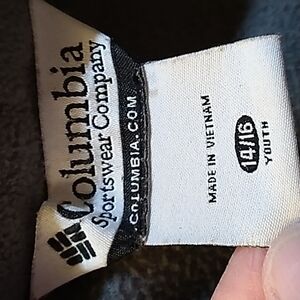 Columbia
Sportswear Company
COLUMBIA.COM
MADE IN VIETNAM
14/16
YOUTH